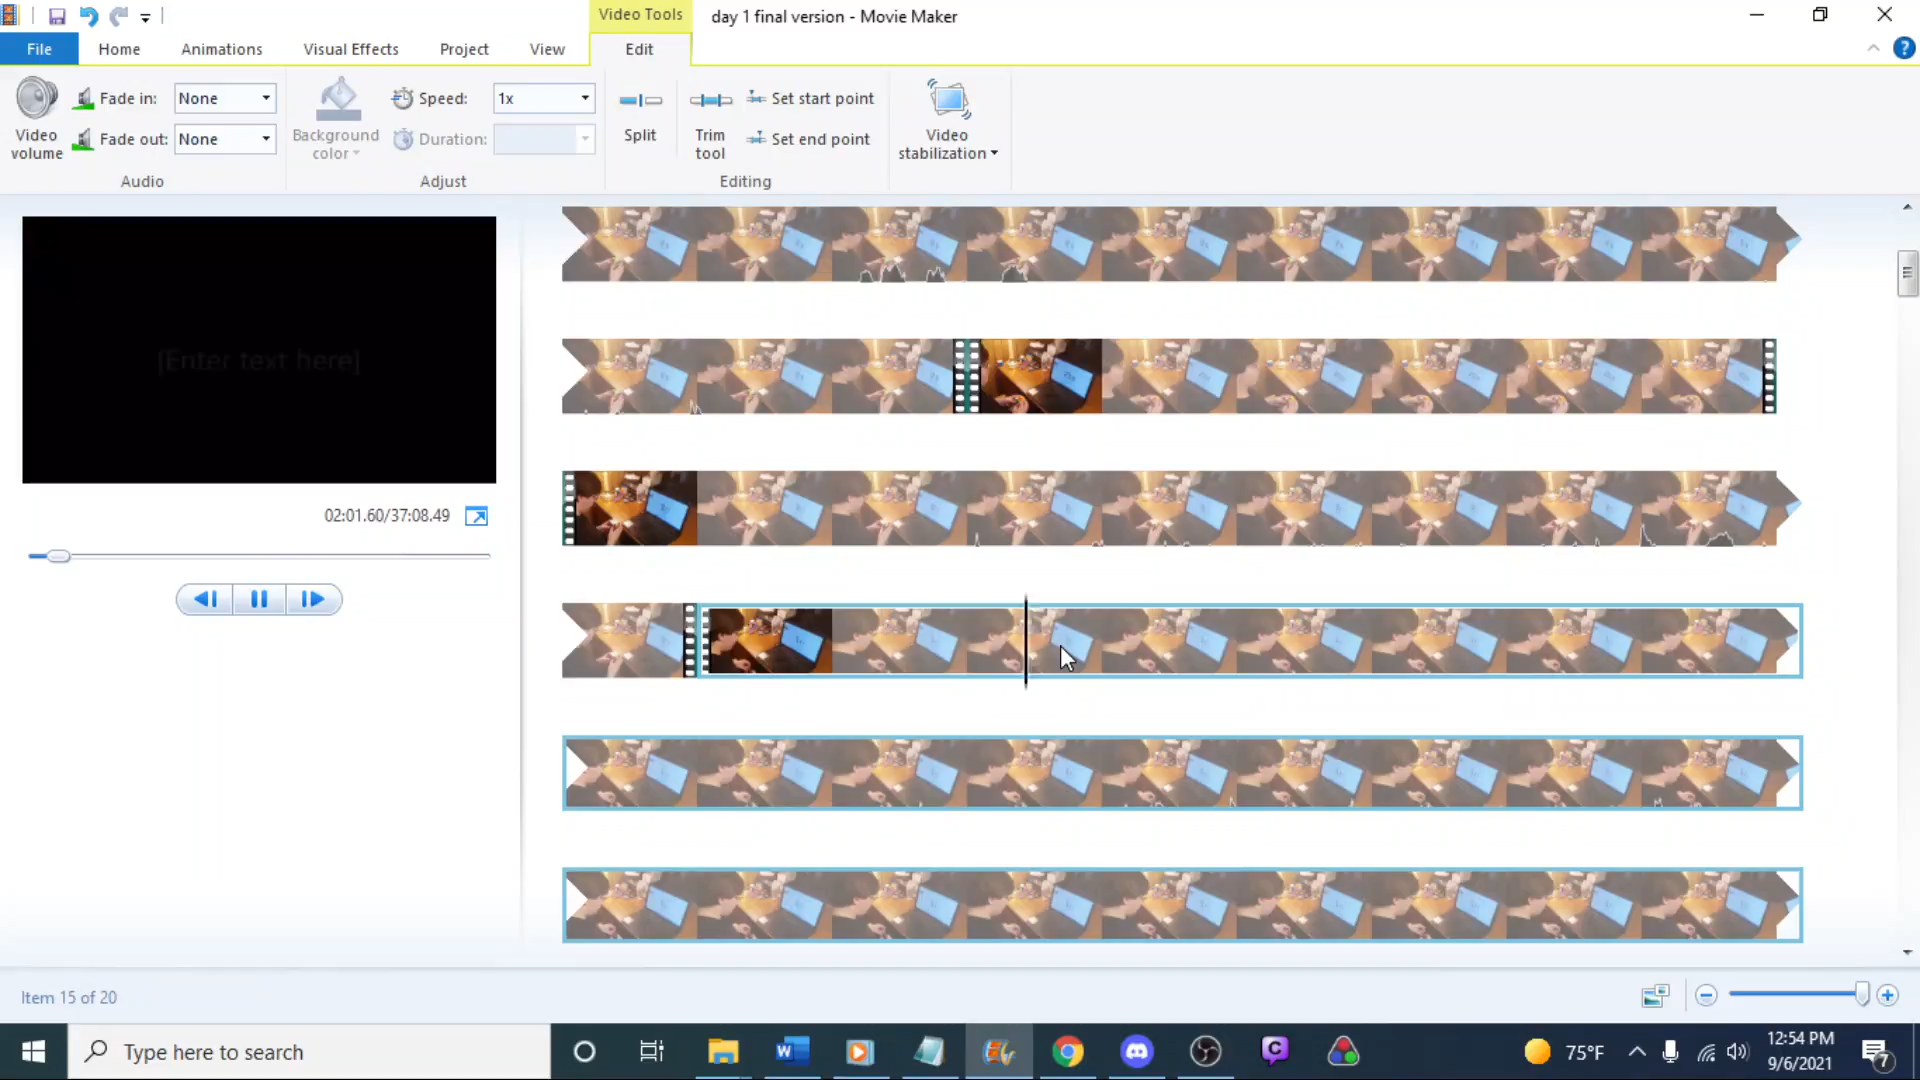 Video Tools
day 1 final version - Movie Maker
File
Home
Animations
Visual Effects
Project
View
Edit
Video
volume
Fade in:
None
Fade out:
None
Audio
Background
color
Speed:
1x
Duration:
Adjust
Split
Trim
tool
Set start point
Set end point
Editing
Video
stabilization
[Enter text here]
02:01.60/37:08.49
Item 15 of 20
Type here to search
75°F
12:54 PM
9/6/2021
7